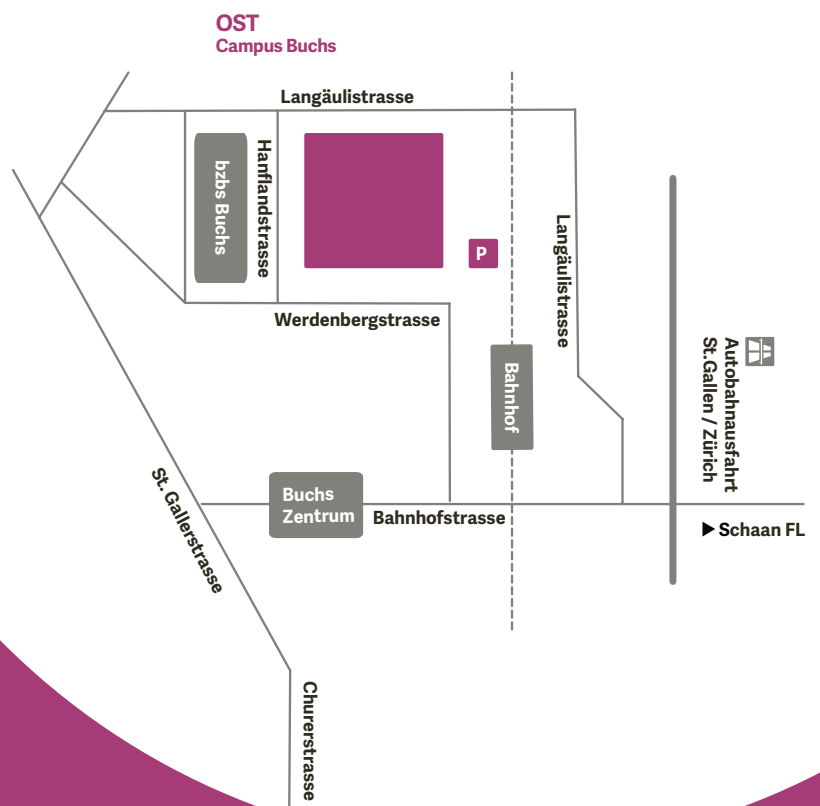 OST
Campus Buchs
Langäulistrasse
bzbs Buchs
Hanflandstrasse
P
Langäulistrasse
Werdenbergstrasse
Bahnhof
Autobahnausfahrt
St.Gallen / Zürich
St. Gallerstrasse
Buchs
Zentrum
Bahnhofstrasse
Schaan FL
Churerstrasse